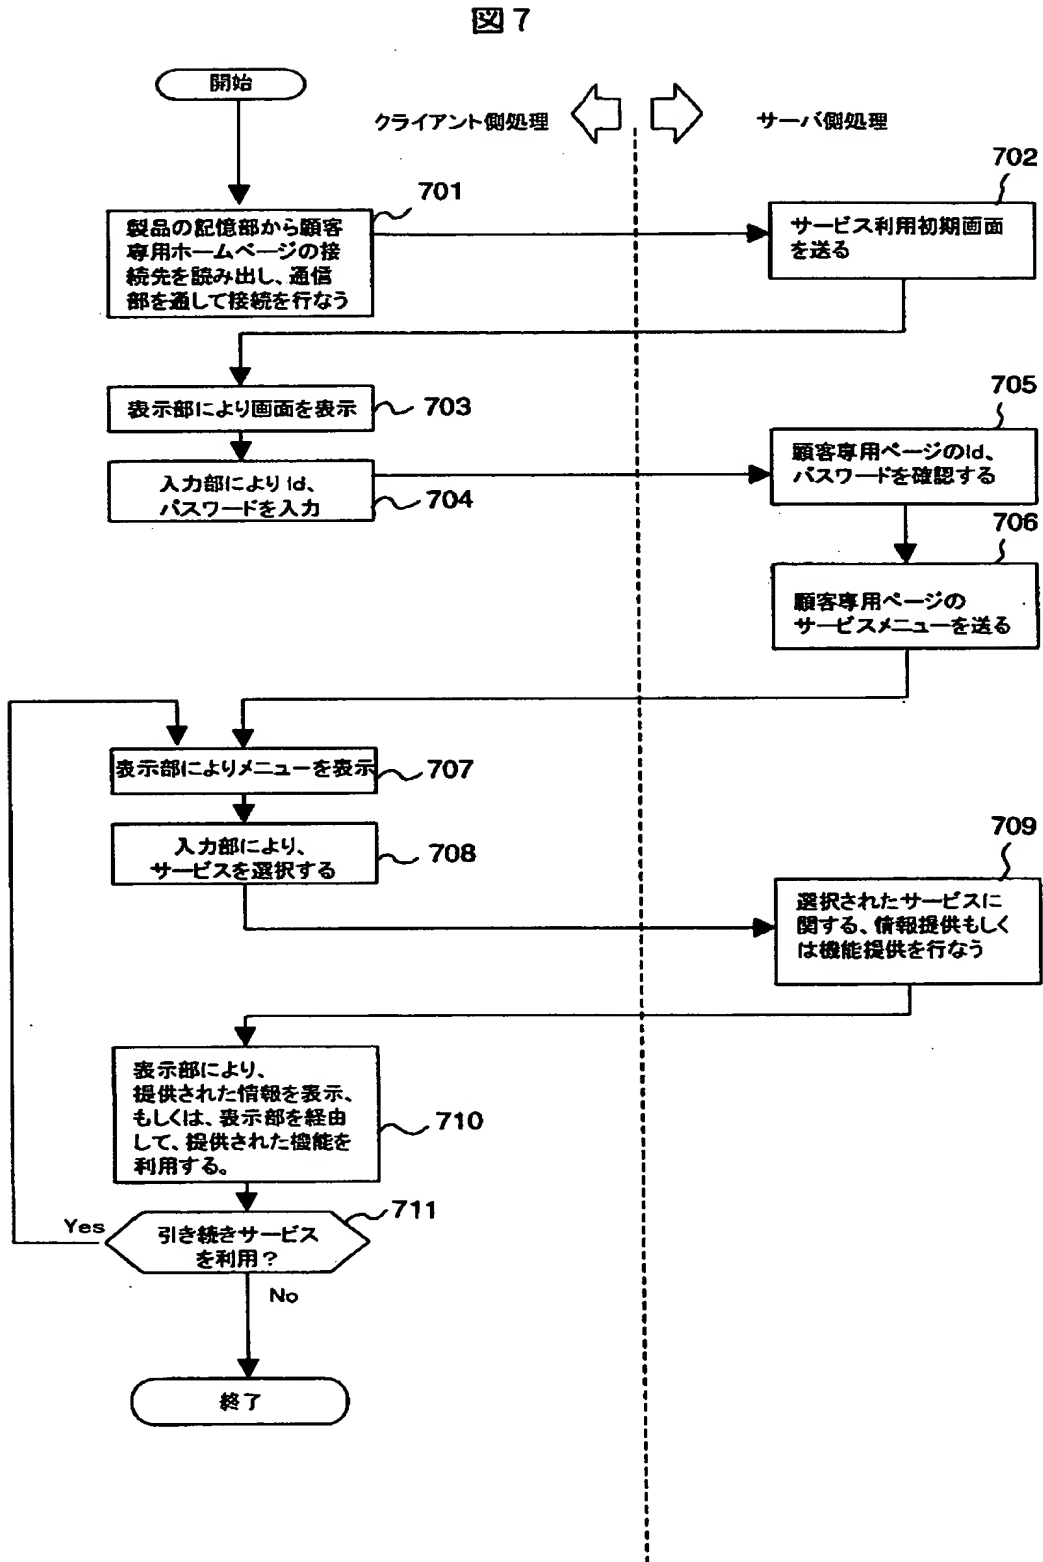 図7
開始
クライアント側処理
サーバ側処理
701
製品の記憶部から顧客
専用ホームページの接
続先を読み出し、通信
部を通して接続を行なう
702
サービス利用初期画面
を送る
表示部により画面を表示
703
入力部によりid、
パスワードを入力
704
705
顧客専用ページのid、
パスワードを確認する
706
顧客専用ページの
サービスメニューを送る
表示部によりメニューを表示
707
入力部により、
サービスを選択する
708
709
選択されたサービスに
関する、情報提供もしく
は機能提供を行なう
表示部により、
提供された情報を表示、
もしくは、表示部を経由
して、提供された機能を
利用する。
710
711
Yes
引き続きサービス
を利用？
No
終了